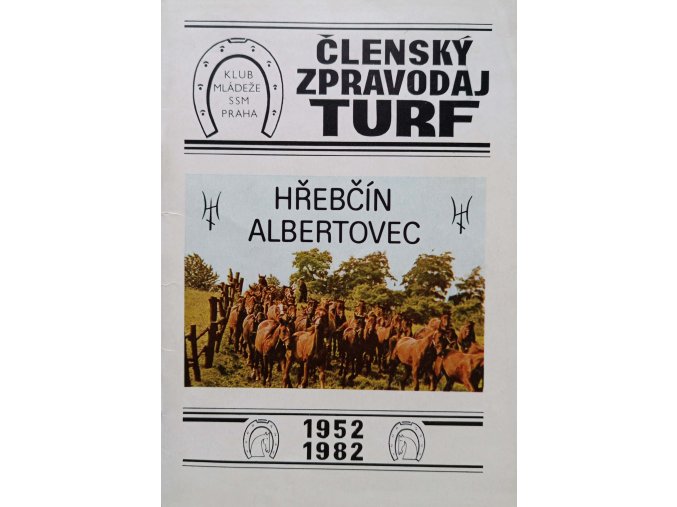 KLUB
MLÁDEŽE
SSM
PRAHA
ČLENSKÝ
ZPRAVODAJ
TURF
HŘEBČÍN
ALBERTOVEC
1952
1982